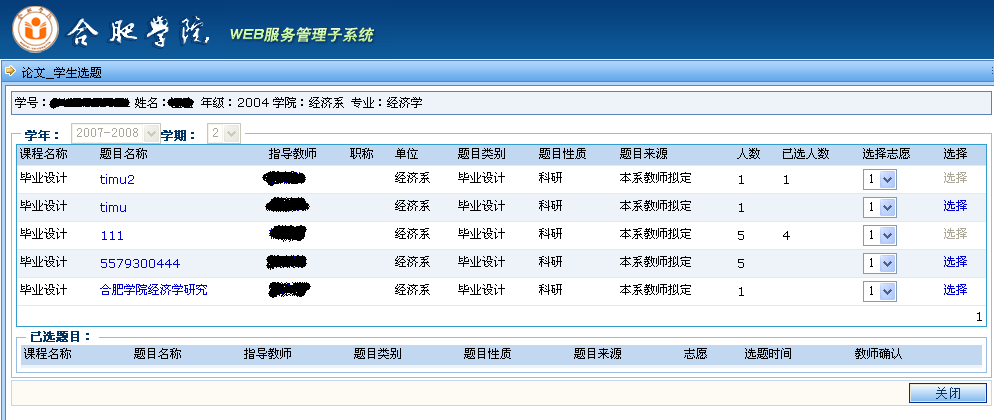 合肥学院, WEB服务管理子系统
论文_学生选题
学号： 姓名： 年级：2004 学院：经济系 专业：经济学
学年： 2007-2008 学期： 2
课程名称 题目名称 指导教师 职称 单位 题目类别 题目性质 题目来源 人数 已选人数 选择志愿 选择
毕业设计 timu2 经济系 毕业设计 科研 本系教师拟定 1 1 1 选择
毕业设计 timu 经济系 毕业设计 科研 本系教师拟定 1 1 选择
毕业设计 111 经济系 毕业设计 科研 本系教师拟定 5 4 1 选择
毕业设计 5579300444 经济系 毕业设计 科研 本系教师拟定 5 1 选择
毕业设计 合肥学院经济学研究 经济系 毕业设计 科研 本系教师拟定 1 1 选择
1
已选题目：
课程名称 题目名称 指导教师 题目类别 题目性质 题目来源 志愿 选题时间 教师确认
关闭